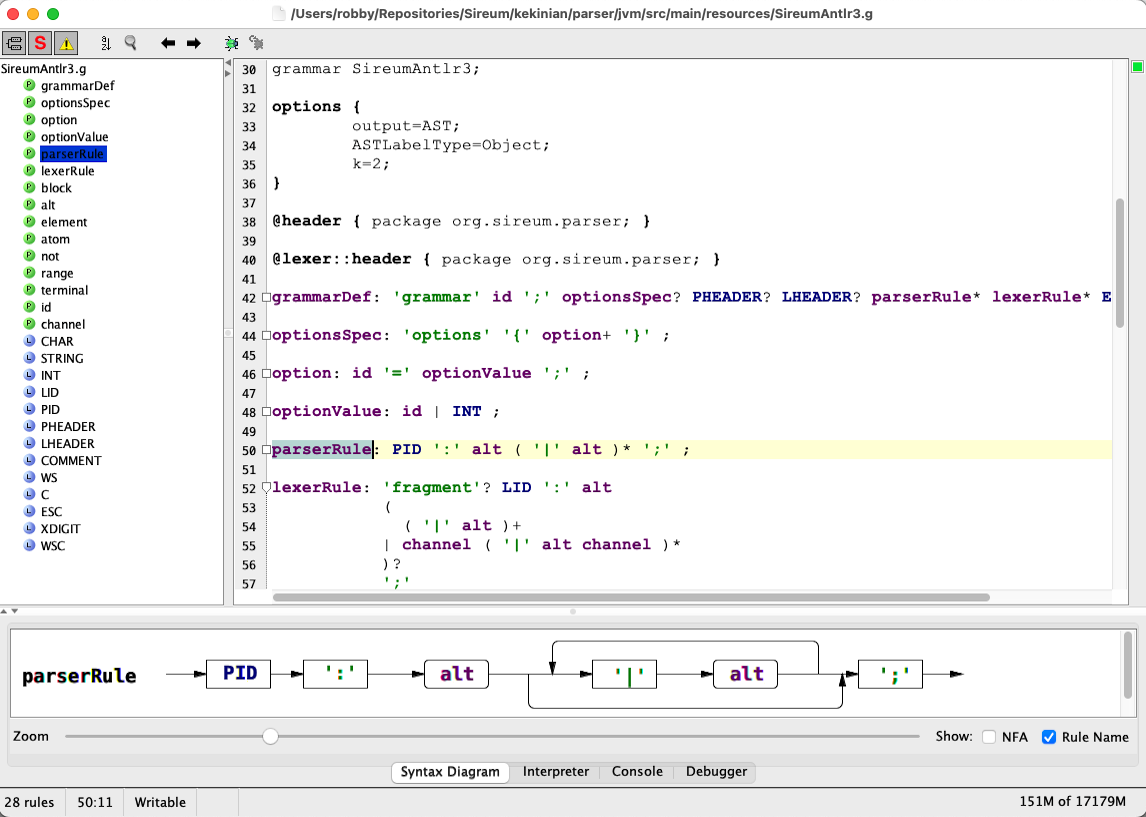 /Users/robby/Repositories/Sireum/kekinian/parser/jvm/src/main/resources/SireumAntlr3.g
SireumAntlr3.g
P grammarDef
P optionsSpec
P option
P optionValue
P parserRule
P lexerRule
P block
P alt
P element
P atom
P not
P range
P terminal
P id
P channel
L CHAR
L STRING
L INT
L LID
L PID
L PHEADER
L LHEADER
L COMMENT
L WS
L C
L ESC
L XDIGIT
L WSC
30 grammar SireumAntlr3;
31
32 options {
33 output=AST;
34 ASTLabelType=Object;
35 k=2;
36 }
37
38 @header { package org.sireum.parser; }
39
40 @lexer::header { package org.sireum.parser; }
41
42 grammarDef: 'grammar' id ';' optionsSpec? PHEADER? LHEADER? parserRule* lexerRule* E
43
44 optionsSpec: 'options' '{' option+ '}' ;
45
46 option: id '=' optionValue ';' ;
47
48 optionValue: id | INT ;
49
50 parserRule: PID ':' alt ( '|' alt )* ';' ;
51
52 lexerRule: 'fragment'? LID ':' alt
53 (
54 ( '|' alt )+
55 | channel ( '|' alt channel )*
56 )?
57 ';'
parserRule PID ':' alt '|' alt ';'
Zoom Show: NFA Rule Name
Syntax Diagram Interpreter Console Debugger
28 rules 50:11 Writable 151M of 17179M